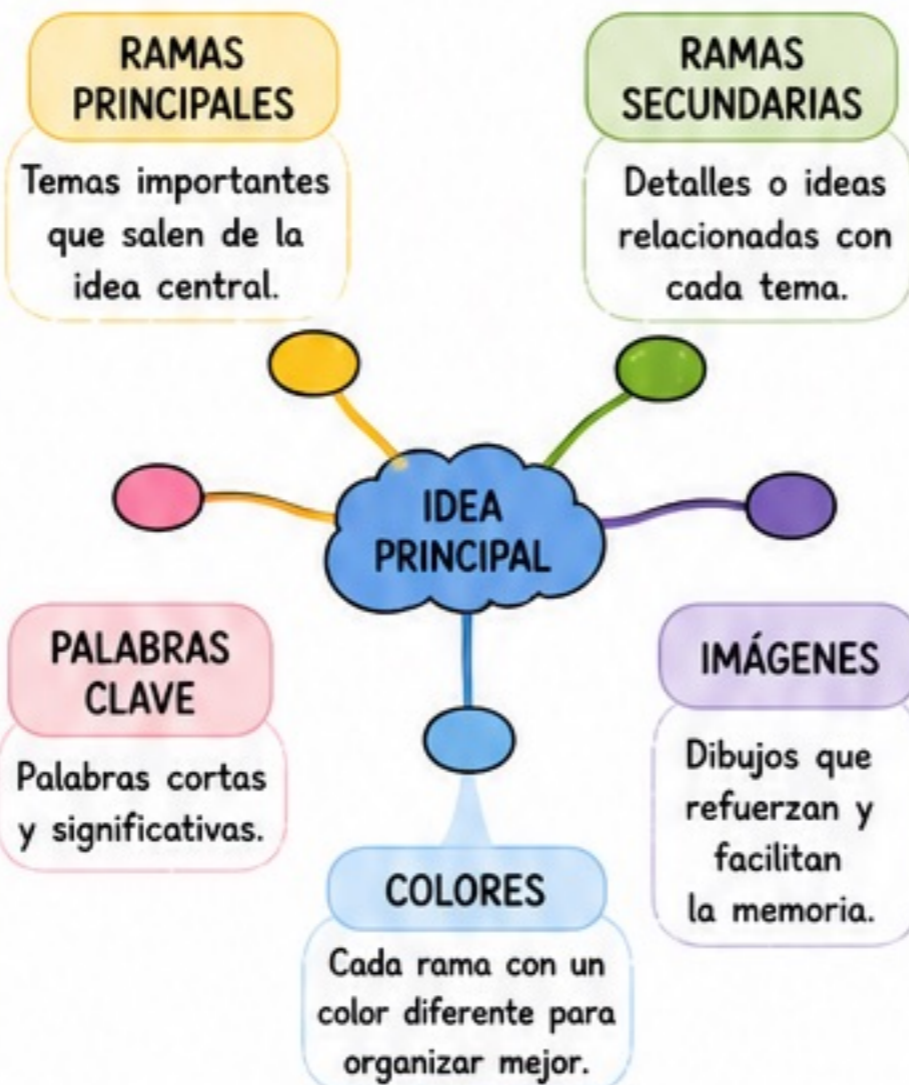 RAMAS
PRINCIPALES
Temas importantes
que salen de la
idea central.
RAMAS
SECUNDARIAS
Detalles o ideas
relacionadas con
cada tema.
IDEA
PRINCIPAL
PALABRAS
CLAVE
Palabras cortas
y significativas.
IMÁGENES
Dibujos que
refuerzan y
facilitan
la memoria.
COLORES
Cada rama con un
color diferente para
organizar mejor.